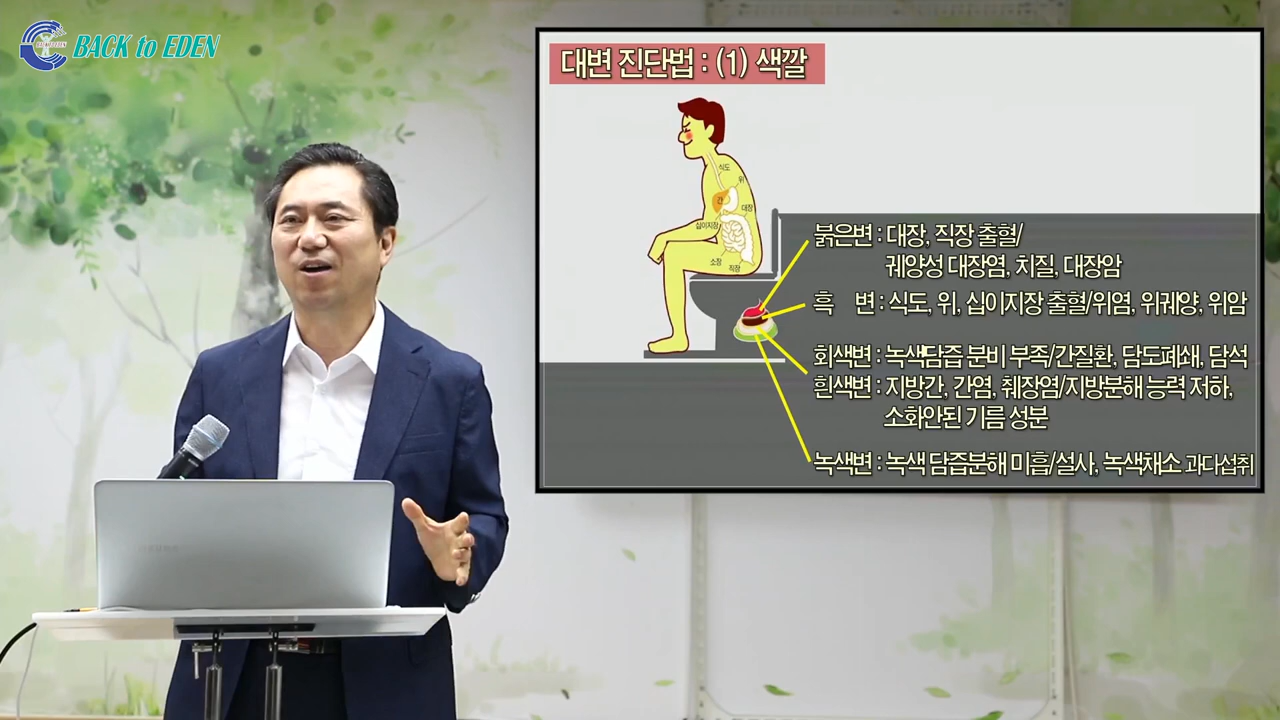 BACK to EDEN
대변 진단법 : (1) 색깔
식도
위
간
대장
십이지장
소장
직장
붉은변 : 대장, 직장 출혈/
궤양성 대장염, 치질, 대장암
흑 변 : 식도, 위, 십이지장 출혈/위염, 위궤양, 위암
회색변 : 녹색담즙 분비 부족/간질환, 담도폐쇄, 담석
흰색변 : 지방간, 간염, 췌장염/지방분해 능력 저하,
소화안된 기름 성분
녹색변 : 녹색 담즙분해 미흡/설사, 녹색채소 과다섭취